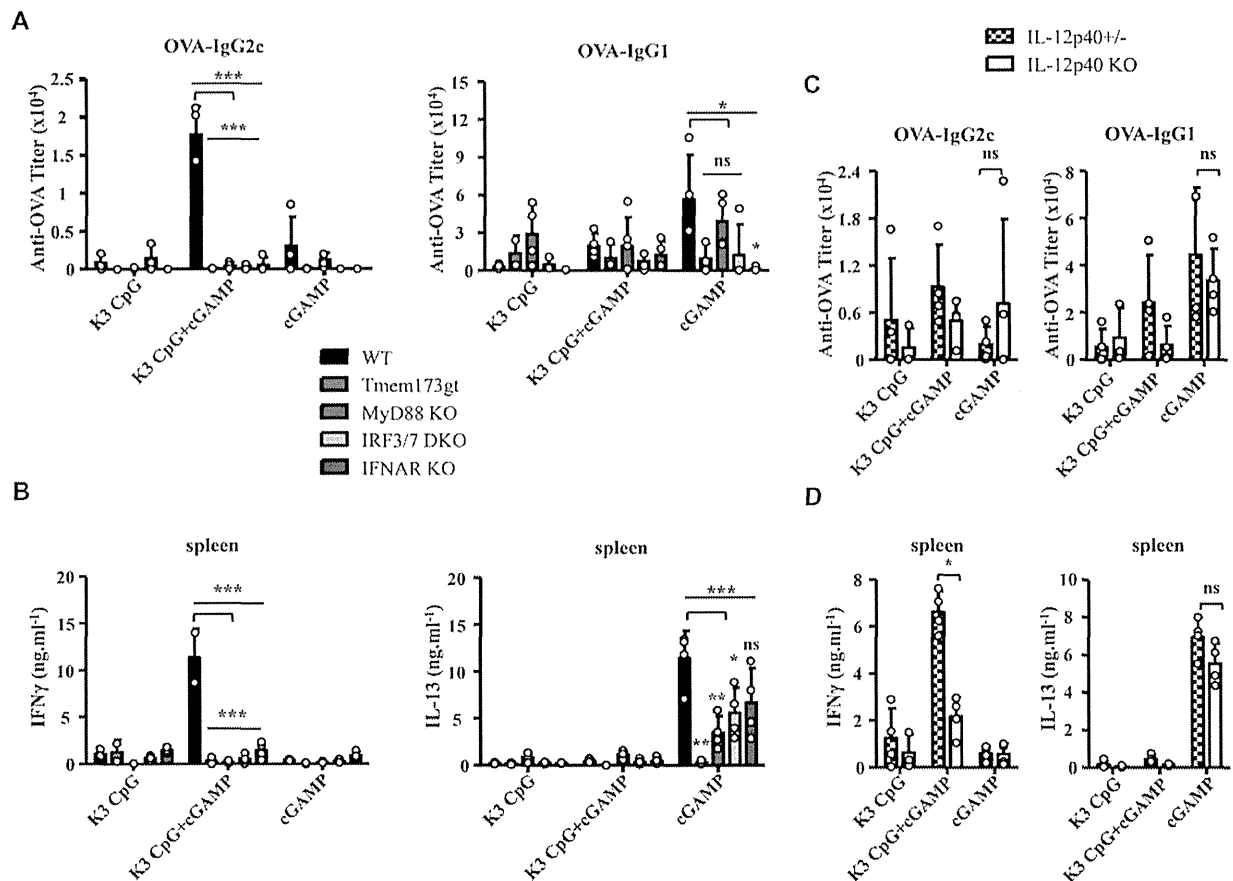 A
OVA-IgG2c
Anti-OVA Titer (x10⁴)
2.5
2
1.5
1
0.5
0
***
***
K3 CpG
K3 CpG+cGAMP
cGAMP
OVA-IgG1
Anti-OVA Titer (x10⁴)
15
12
9
6
3
0
*
ns
*
K3 CpG
K3 CpG+cGAMP
cGAMP
WT
Tmem173gt
MyD88 KO
IRF3/7 DKO
IFNAR KO
IL-12p40+/-
IL-12p40 KO
C
OVA-IgG2c
Anti-OVA Titer (x10⁴)
2.4
1.8
1.2
0.6
0
ns
K3 CpG
K3 CpG+cGAMP
cGAMP
OVA-IgG1
Anti-OVA Titer (x10⁴)
8
6
4
2
0
ns
K3 CpG
K3 CpG+cGAMP
cGAMP
B
spleen
IFNγ (ng.ml⁻¹)
20
15
10
5
0
***
***
K3 CpG
K3 CpG+cGAMP
cGAMP
spleen
IL-13 (ng.ml⁻¹)
20
15
10
5
0
***
**
**
*
ns
K3 CpG
K3 CpG+cGAMP
cGAMP
D
spleen
IFNγ (ng.ml⁻¹)
8
6
4
2
0
*
K3 CpG
K3 CpG+cGAMP
cGAMP
spleen
IL-13 (ng.ml⁻¹)
10
8
6
4
2
0
ns
K3 CpG
K3 CpG+cGAMP
cGAMP